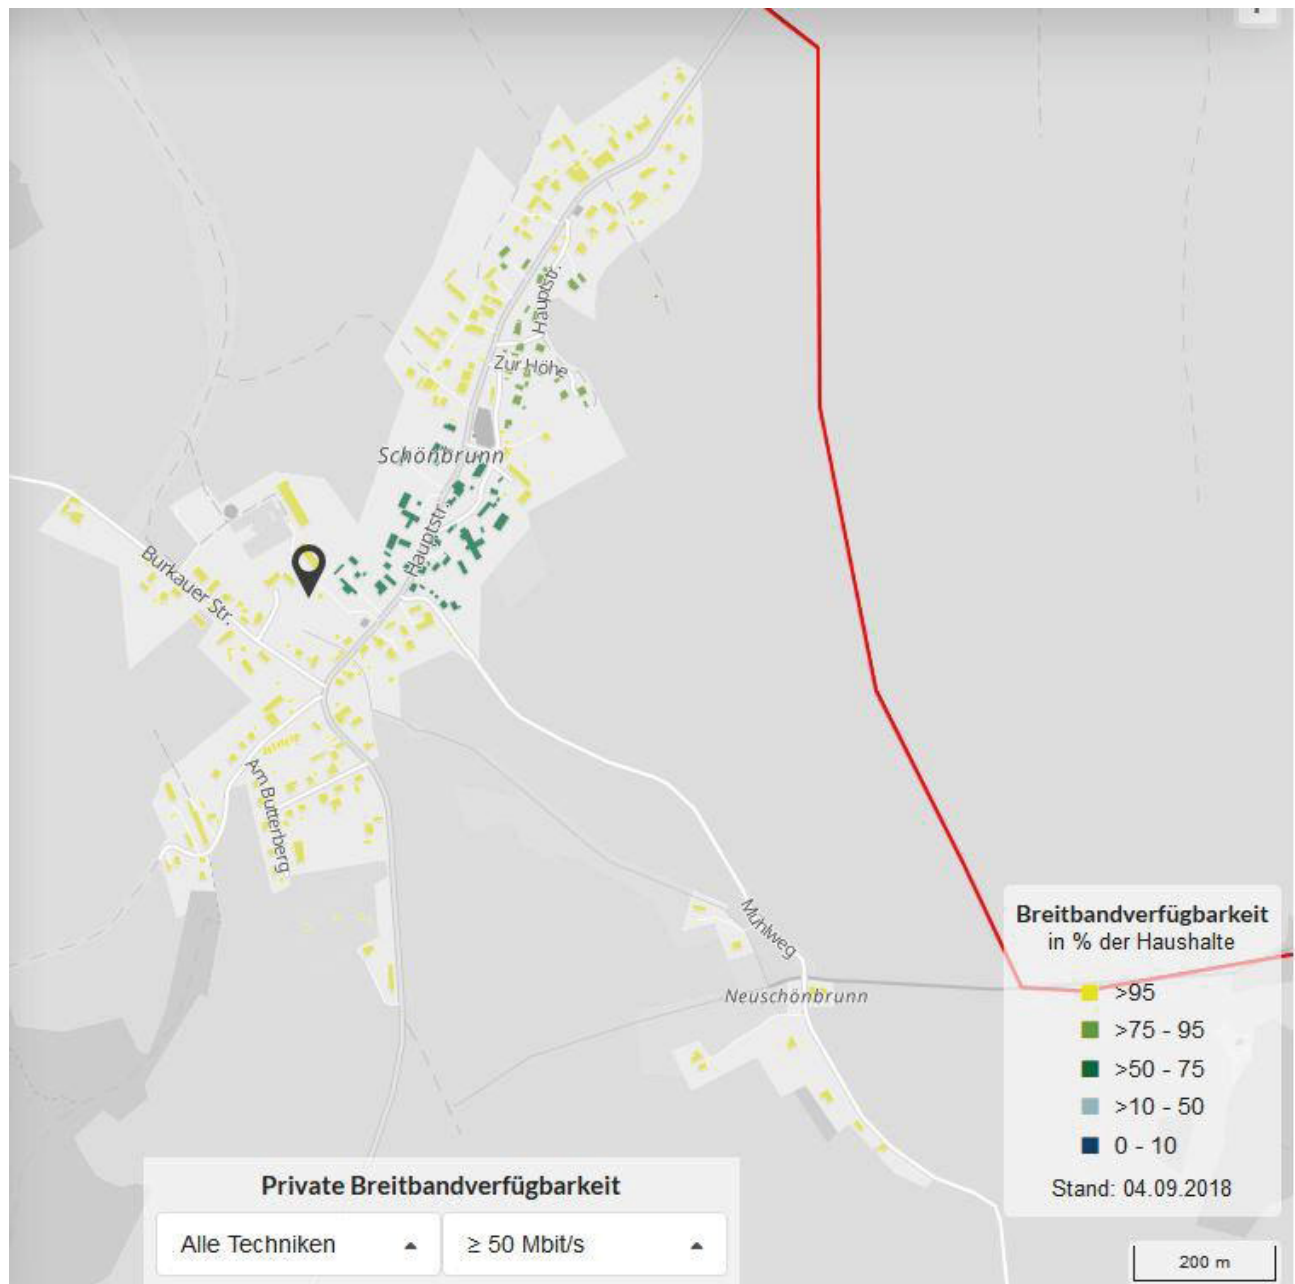 Hauptstr.
Zur Höhe
Schönbrunn
Hauptstr.
Burkauer Str.
Am Butterberg
Mühlweg
Neuschönbrunn
Breitbandverfügbarkeit
in % der Haushalte
>95
>75 - 95
>50 - 75
>10 - 50
0 - 10
Stand: 04.09.2018
Private Breitbandverfügbarkeit
Alle Techniken
≥ 50 Mbit/s
200 m